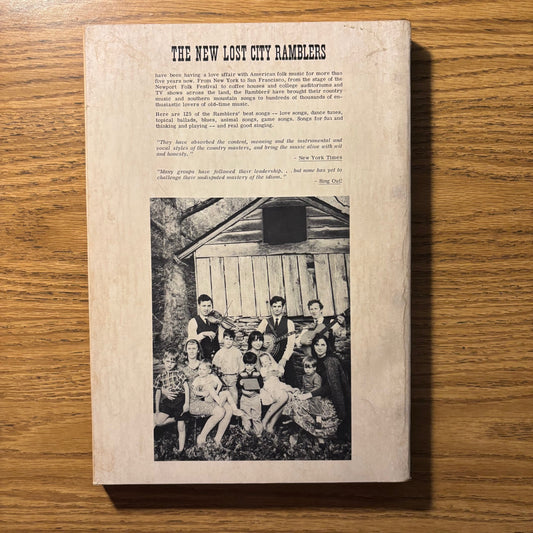 THE NEW LOST CITY RAMBLERS
have been having a love affair with American folk music for more than
five years now. From New York to San Francisco, from the stage of the
Newport Folk Festival to coffee houses and college auditoriums and
TV shows across the land, the Ramblers have brought their country
music and southern mountain songs to hundreds of thousands of en-
thusiastic lovers of old-time music.
Here are 125 of the Ramblers' best songs -- love songs, dance tunes,
topical ballads, blues, animal songs, game songs. Songs for fun and
thinking and playing -- and real good singing.
"They have absorbed the content, meaning and the instrumental and
vocal styles of the country masters, and bring the music alive with wit
and honesty."
- New York Times
"Many groups have followed their leadership. . . but none has yet to
challenge their undisputed mastery of the idiom."
- Sing Out!